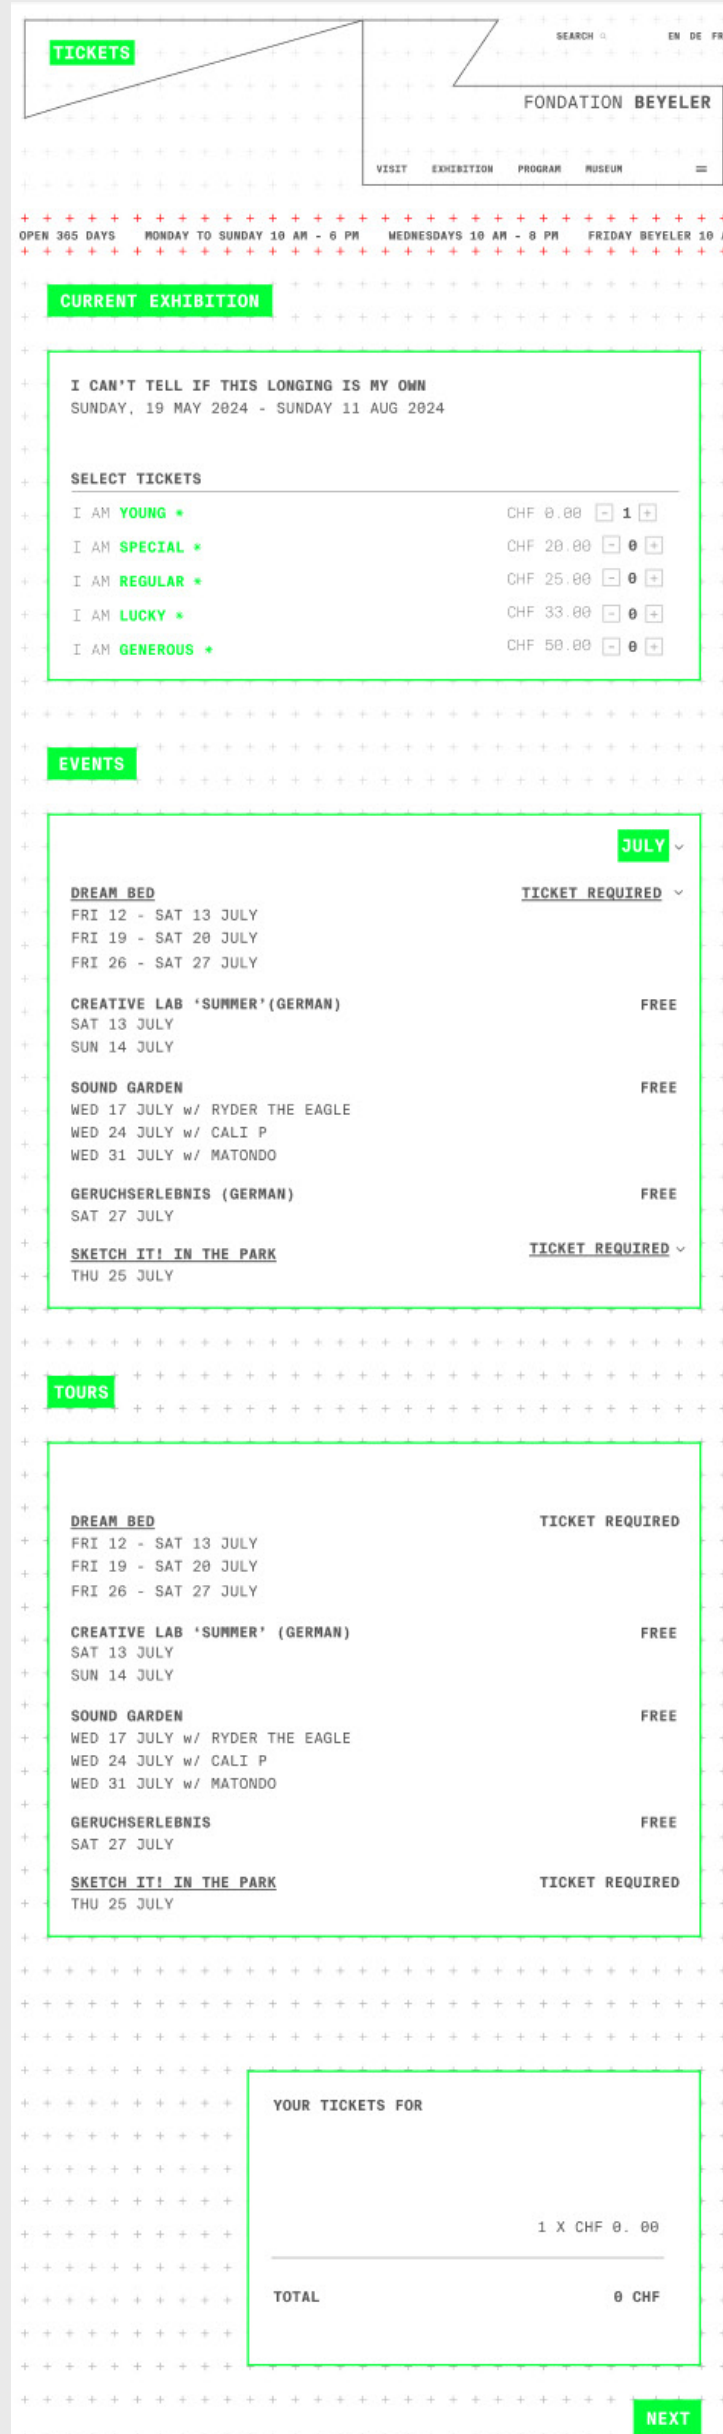 TICKETS
SEARCH
EN DE FR
FONDATION BEYELER
VISIT EXHIBITION PROGRAM MUSEUM
OPEN 365 DAYS MONDAY TO SUNDAY 10 AM - 6 PM WEDNESDAYS 10 AM - 8 PM FRIDAY BEYELER 10
CURRENT EXHIBITION
I CAN'T TELL IF THIS LONGING IS MY OWN
SUNDAY, 19 MAY 2024 - SUNDAY 11 AUG 2024
SELECT TICKETS
I AM YOUNG * CHF 0.00 - 1 +
I AM SPECIAL * CHF 20.00 - 0 +
I AM REGULAR * CHF 25.00 - 0 +
I AM LUCKY * CHF 33.00 - 0 +
I AM GENEROUS * CHF 50.00 - 0 +
EVENTS
JULY
DREAM BED TICKET REQUIRED
FRI 12 - SAT 13 JULY
FRI 19 - SAT 20 JULY
FRI 26 - SAT 27 JULY
CREATIVE LAB ‘SUMMER’(GERMAN) FREE
SAT 13 JULY
SUN 14 JULY
SOUND GARDEN FREE
WED 17 JULY w/ RYDER THE EAGLE
WED 24 JULY w/ CALI P
WED 31 JULY w/ MATONDO
GERUCHSERLEBNIS (GERMAN) FREE
SAT 27 JULY
SKETCH IT! IN THE PARK TICKET REQUIRED
THU 25 JULY
TOURS
DREAM BED TICKET REQUIRED
FRI 12 - SAT 13 JULY
FRI 19 - SAT 20 JULY
FRI 26 - SAT 27 JULY
CREATIVE LAB ‘SUMMER’ (GERMAN) FREE
SAT 13 JULY
SUN 14 JULY
SOUND GARDEN FREE
WED 17 JULY w/ RYDER THE EAGLE
WED 24 JULY w/ CALI P
WED 31 JULY w/ MATONDO
GERUCHSERLEBNIS FREE
SAT 27 JULY
SKETCH IT! IN THE PARK TICKET REQUIRED
THU 25 JULY
YOUR TICKETS FOR
1 X CHF 0. 00
TOTAL 0 CHF
NEXT